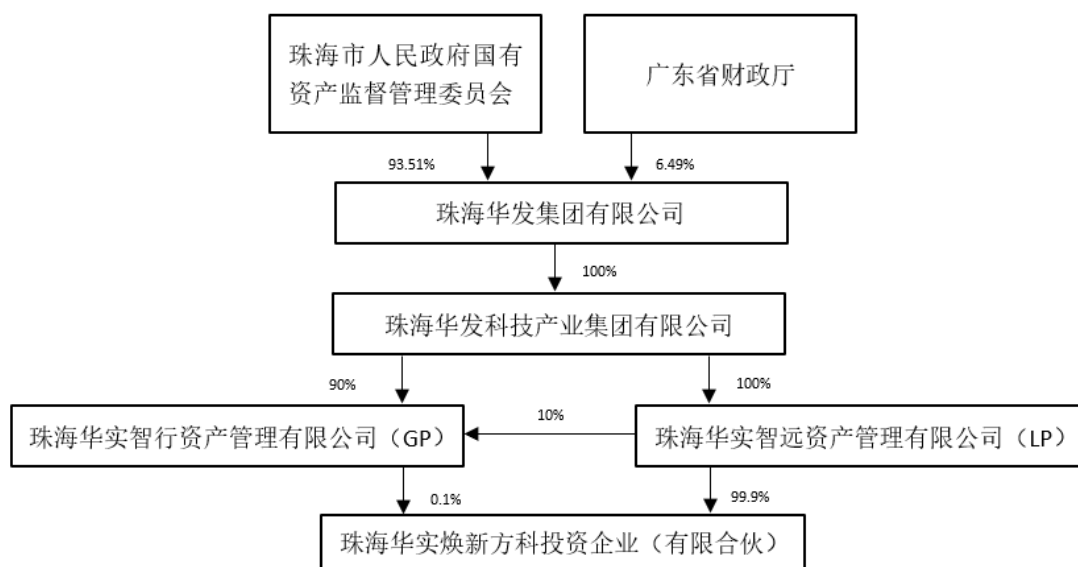 珠海市人民政府国有
资产监督管理委员会
广东省财政厅
93.51%
6.49%
珠海华发集团有限公司
100%
珠海华发科技产业集团有限公司
90%
100%
珠海华实智行资产管理有限公司（GP）
10%
珠海华实智远资产管理有限公司（LP）
0.1%
99.9%
珠海华实焕新方科投资企业（有限合伙）